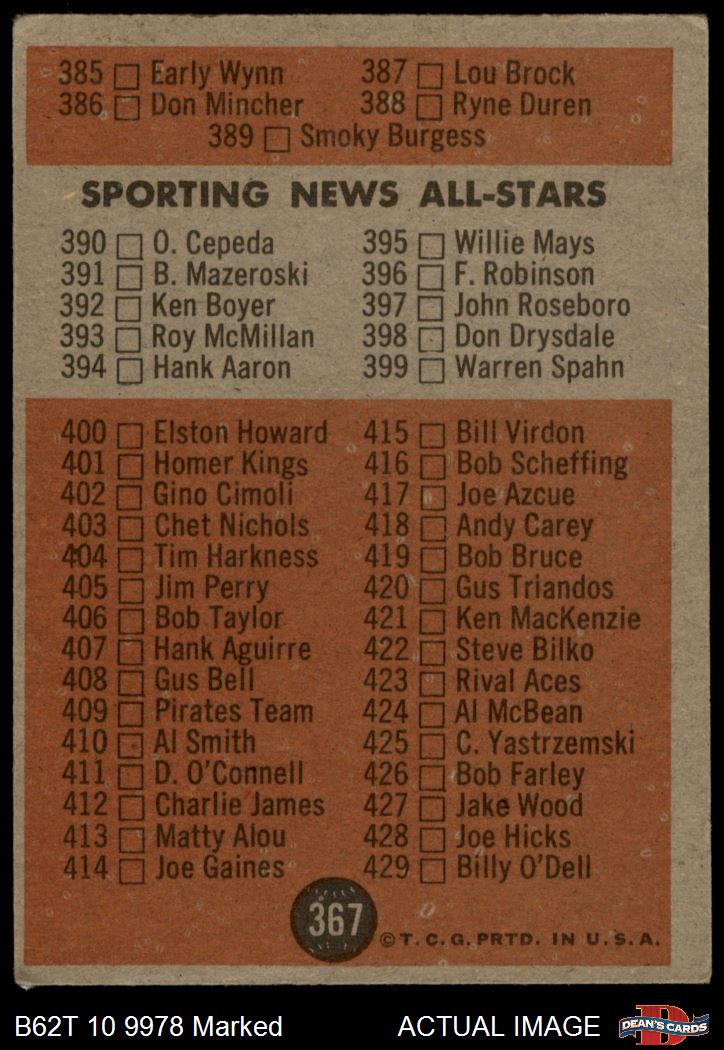 385 Early Wynn 387 Lou Brock
386 Don Mincher 388 Ryne Duren
389 Smoky Burgess
SPORTING NEWS ALL-STARS
390 O. Cepeda 395 Willie Mays
391 B. Mazeroski 396 F. Robinson
392 Ken Boyer 397 John Roseboro
393 Roy McMillan 398 Don Drysdale
394 Hank Aaron 399 Warren Spahn
400 Elston Howard 415 Bill Virdon
401 Homer Kings 416 Bob Scheffing
402 Gino Cimoli 417 Joe Azcue
403 Chet Nichols 418 Andy Carey
404 Tim Harkness 419 Bob Bruce
405 Jim Perry 420 Gus Triandos
406 Bob Taylor 421 Ken MacKenzie
407 Hank Aguirre 422 Steve Bilko
408 Gus Bell 423 Rival Aces
409 Pirates Team 424 Al McBean
410 Al Smith 425 C. Yastrzemski
411 D. O'Connell 426 Bob Farley
412 Charlie James 427 Jake Wood
413 Matty Alou 428 Joe Hicks
414 Joe Gaines 429 Billy O'Dell
367
©T.C.G. PRTD. IN U.S.A.
B62T 10 9978 Marked ACTUAL IMAGE
DEAN'S CARDS